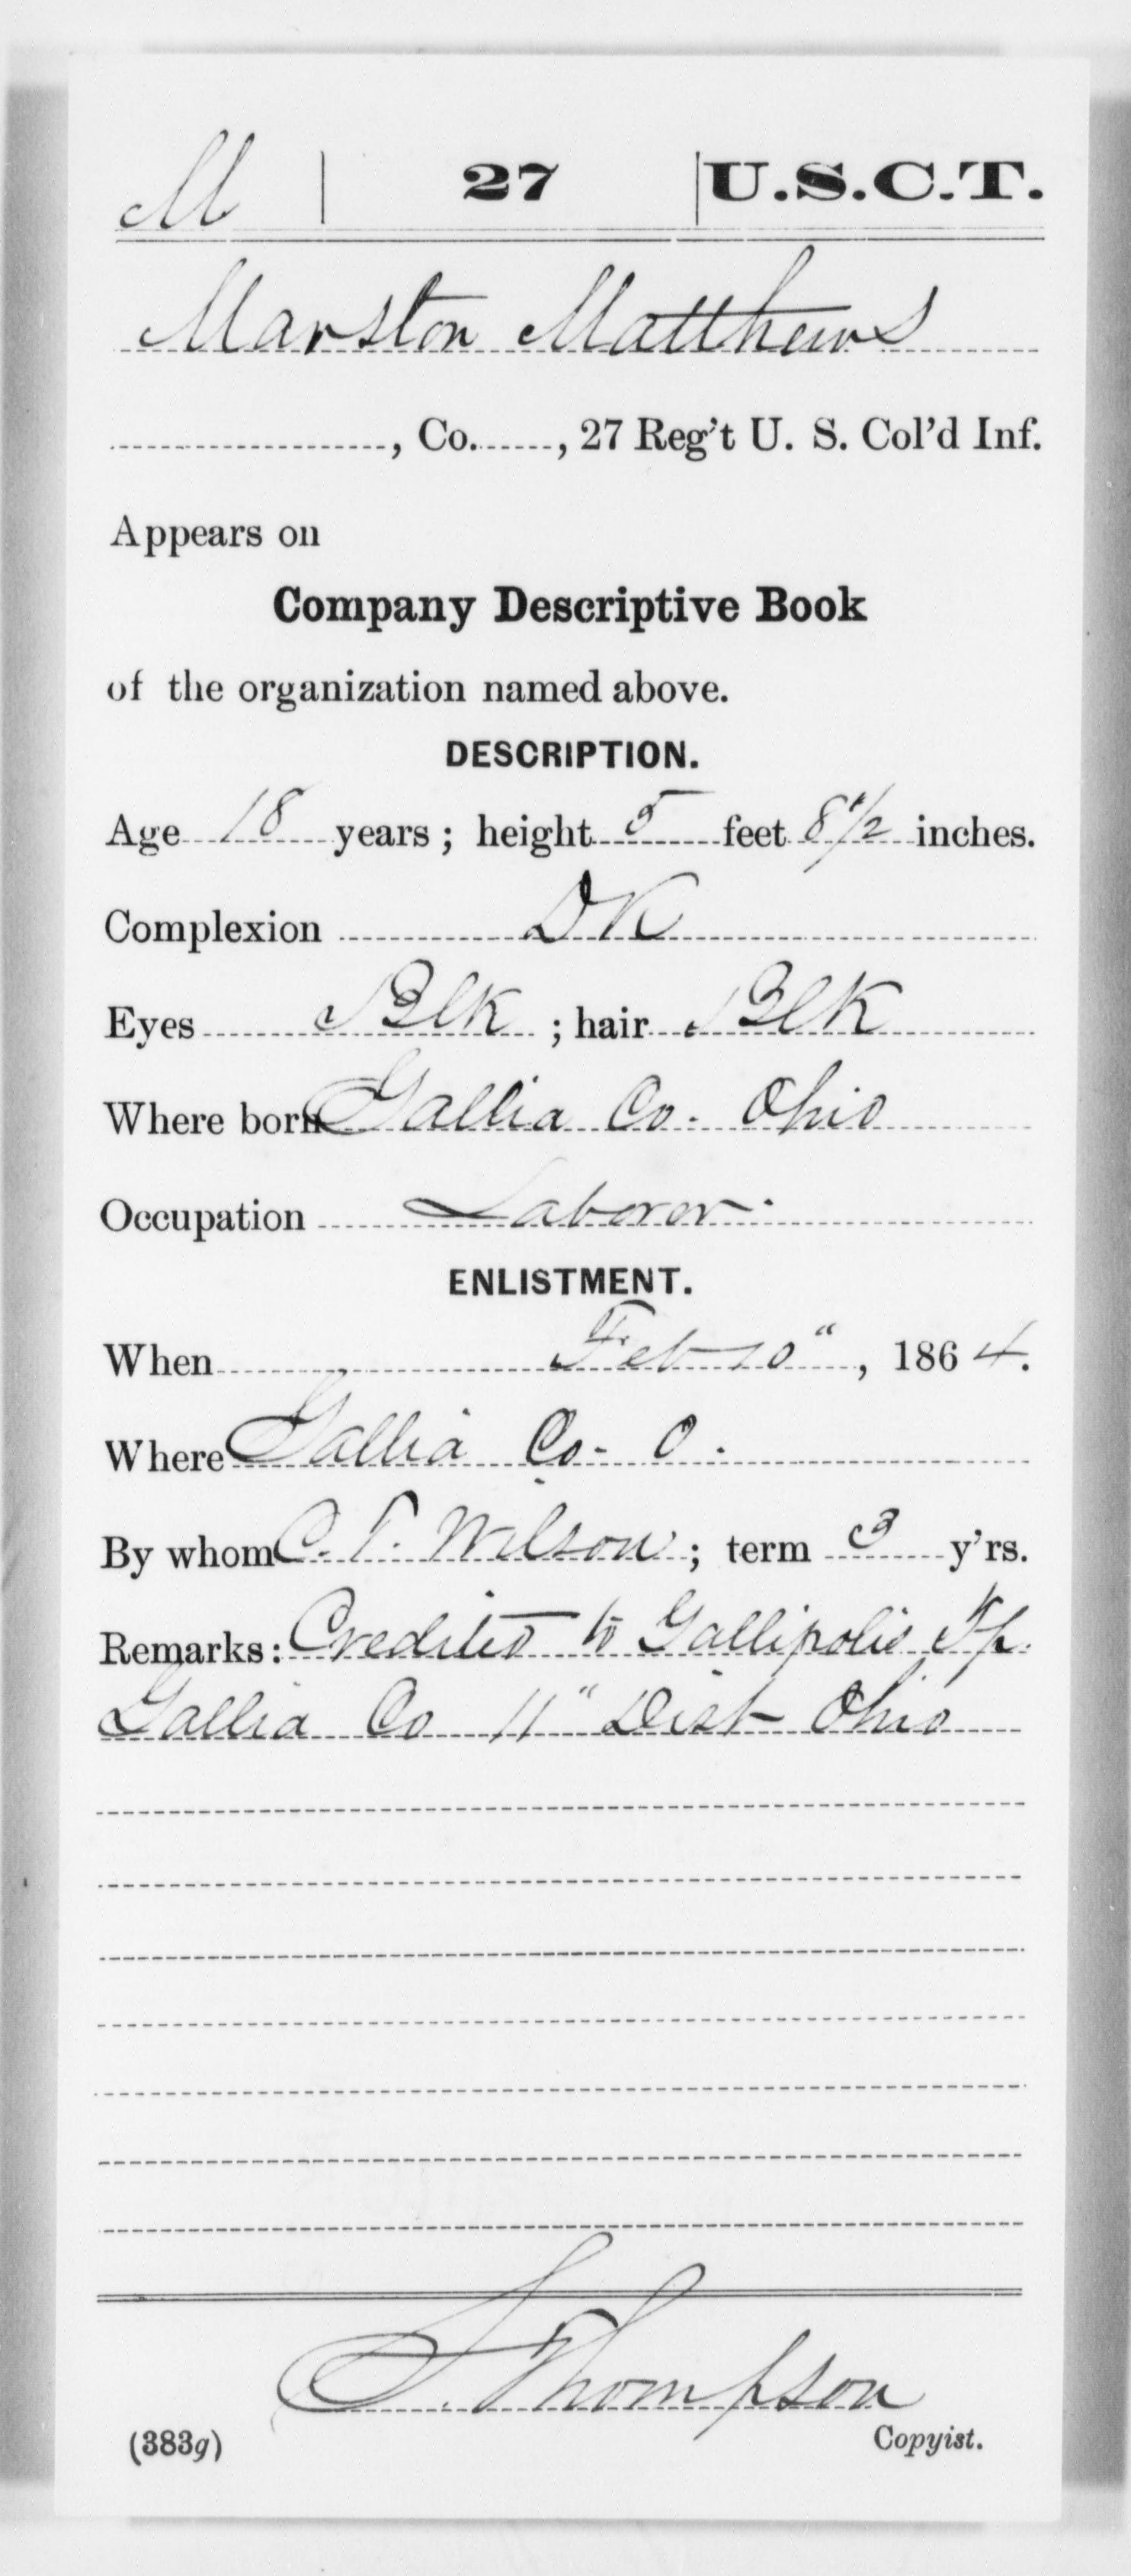 M | 27 | U.S.C.T.
Marston Matthews
, Co. , 27 Reg't U. S. Col'd Inf.
Appears on
Company Descriptive Book
of the organization named above.
DESCRIPTION.
Age 18 years; height 5 feet 8 1/2 inches.
Complexion DK
Eyes Blk ; hair Blk
Where born Gallia Co. Ohio
Occupation Laborer
ENLISTMENT.
When Feb 10", 1864.
Where Gallia Co. O.
By whom C. T. Wilson; term 3 y'rs.
Remarks: Credited to Gallipolis Tp.
Gallia Co 11" Dist Ohio
Thompson
(383g) Copyist.